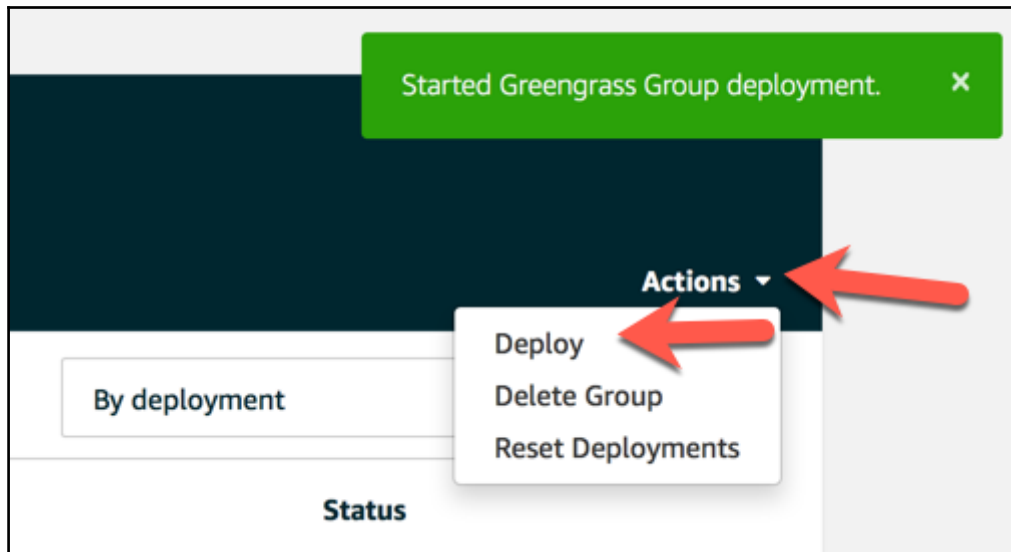 Started Greengrass Group deployment. ×
Actions
Deploy
By deployment
Delete Group
Reset Deployments
Status